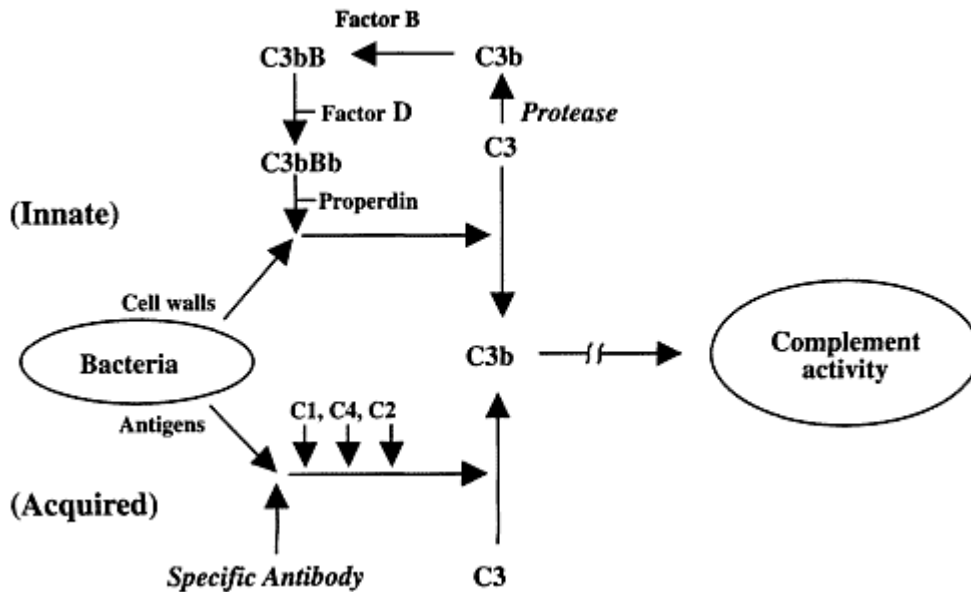 Factor B
C3bB
C3b
Factor D
Protease
C3
C3bBb
Properdin
(Innate)
Cell walls
Bacteria
C3b
Complement
activity
Antigens
C1, C4, C2
(Acquired)
Specific Antibody
C3